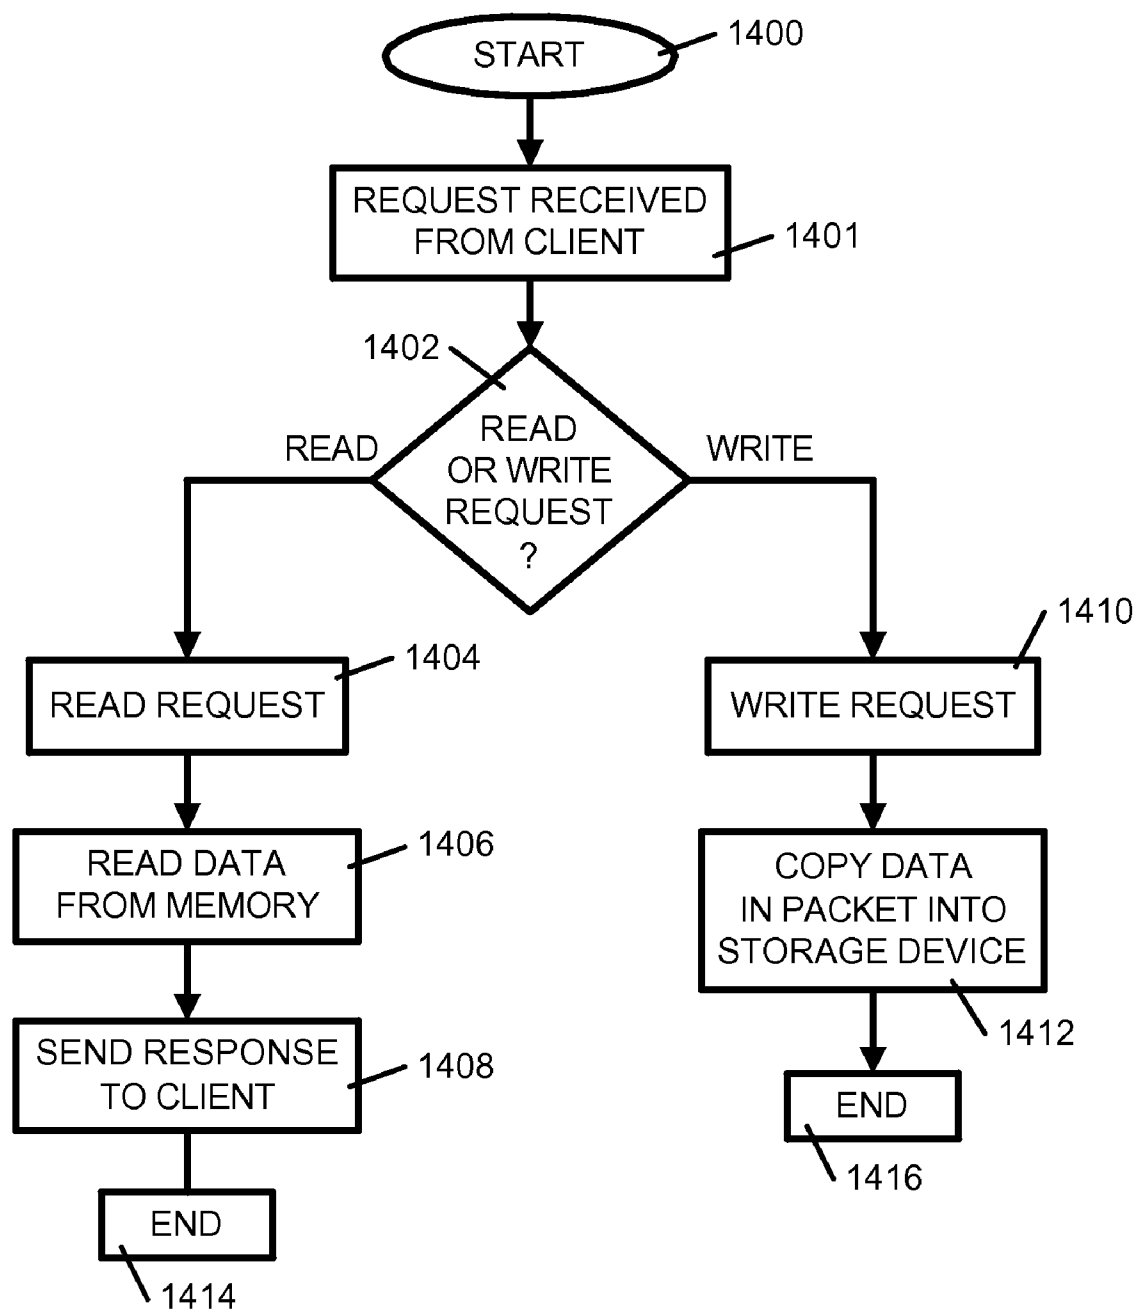 START
1400
REQUEST RECEIVED
FROM CLIENT
1401
1402
READ
OR WRITE
REQUEST
?
READ
WRITE
1404
READ REQUEST
1410
WRITE REQUEST
READ DATA
FROM MEMORY
1406
COPY DATA
IN PACKET INTO
STORAGE DEVICE
1412
SEND RESPONSE
TO CLIENT
1408
END
1416
END
1414